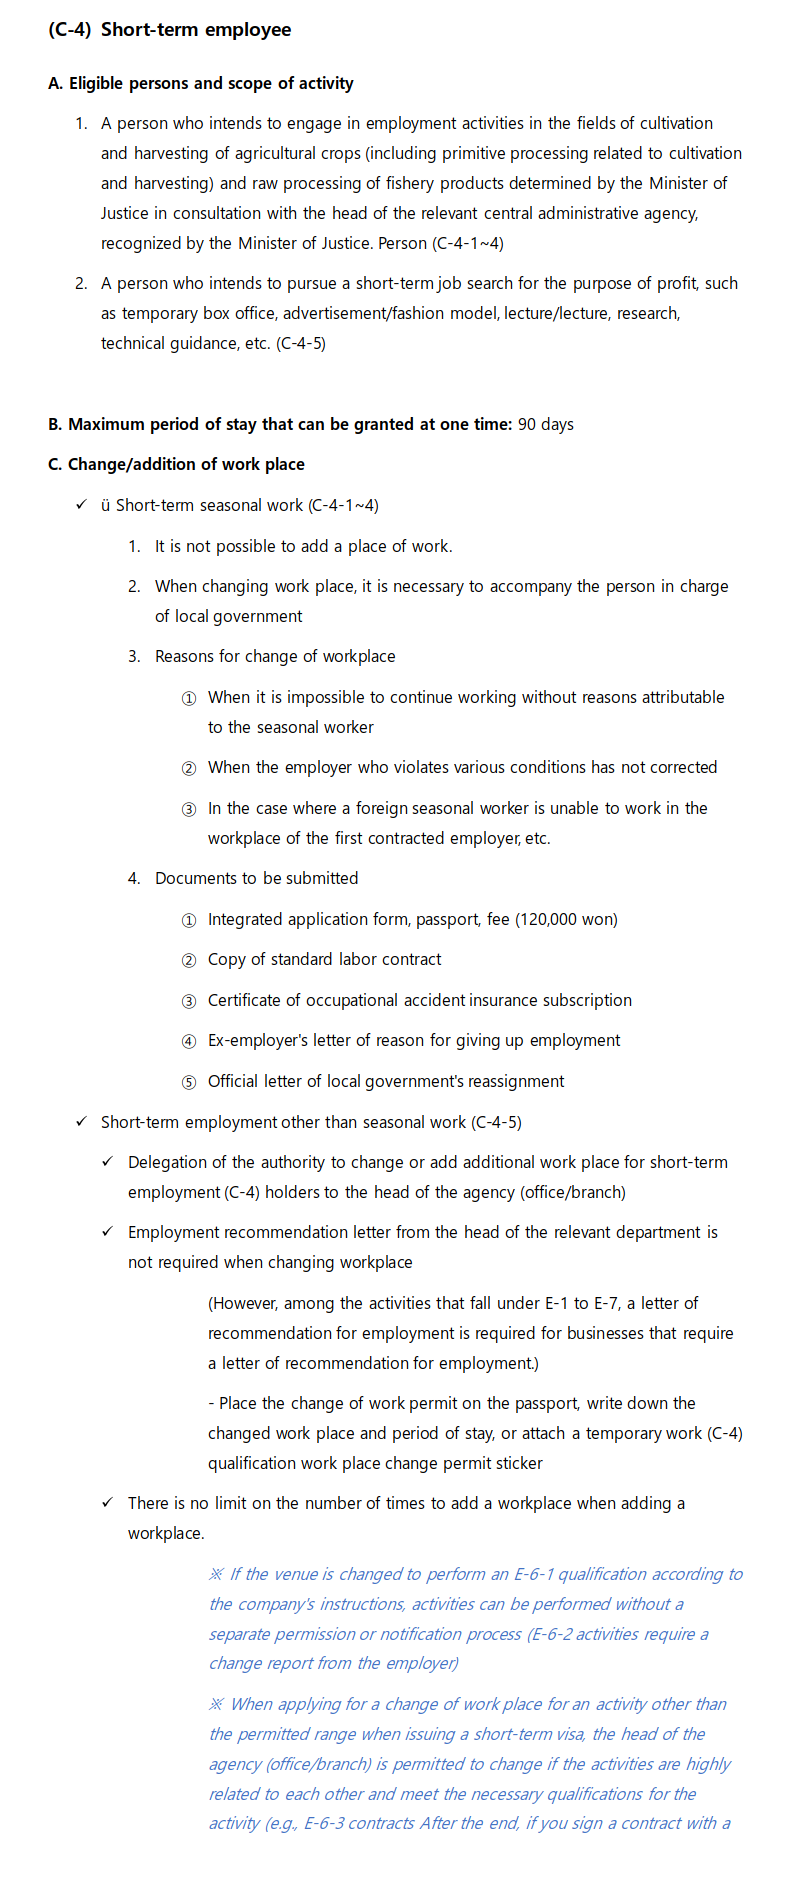 (C-4) Short-term employee
A. Eligible persons and scope of activity
1. A person who intends to engage in employment activities in the fields of cultivation
and harvesting of agricultural crops (including primitive processing related to cultivation
and harvesting) and raw processing of fishery products determined by the Minister of
Justice in consultation with the head of the relevant central administrative agency,
recognized by the Minister of Justice. Person (C-4-1~4)
2. A person who intends to pursue a short-term job search for the purpose of profit, such
as temporary box office, advertisement/fashion model, lecture/lecture, research,
technical guidance, etc. (C-4-5)
B. Maximum period of stay that can be granted at one time: 90 days
C. Change/addition of work place
✓ ü Short-term seasonal work (C-4-1~4)
1. It is not possible to add a place of work.
2. When changing work place, it is necessary to accompany the person in charge
of local government
3. Reasons for change of workplace
① When it is impossible to continue working without reasons attributable
to the seasonal worker
② When the employer who violates various conditions has not corrected
③ In the case where a foreign seasonal worker is unable to work in the
workplace of the first contracted employer, etc.
4. Documents to be submitted
① Integrated application form, passport, fee (120,000 won)
② Copy of standard labor contract
③ Certificate of occupational accident insurance subscription
④ Ex-employer's letter of reason for giving up employment
⑤ Official letter of local government's reassignment
✓ Short-term employment other than seasonal work (C-4-5)
✓ Delegation of the authority to change or add additional work place for short-term
employment (C-4) holders to the head of the agency (office/branch)
✓ Employment recommendation letter from the head of the relevant department is
not required when changing workplace
(However, among the activities that fall under E-1 to E-7, a letter of
recommendation for employment is required for businesses that require
a letter of recommendation for employment.)
- Place the change of work permit on the passport, write down the
changed work place and period of stay, or attach a temporary work (C-4)
qualification work place change permit sticker
✓ There is no limit on the number of times to add a workplace when adding a
workplace.
※ If the venue is changed to perform an E-6-1 qualification according to
the company's instructions, activities can be performed without a
separate permission or notification process (E-6-2 activities require a
change report from the employer)
※ When applying for a change of work place for an activity other than
the permitted range when issuing a short-term visa, the head of the
agency (office/branch) is permitted to change if the activities are highly
related to each other and meet the necessary qualifications for the
activity (e.g., E-6-3 contracts After the end, if you sign a contract with a